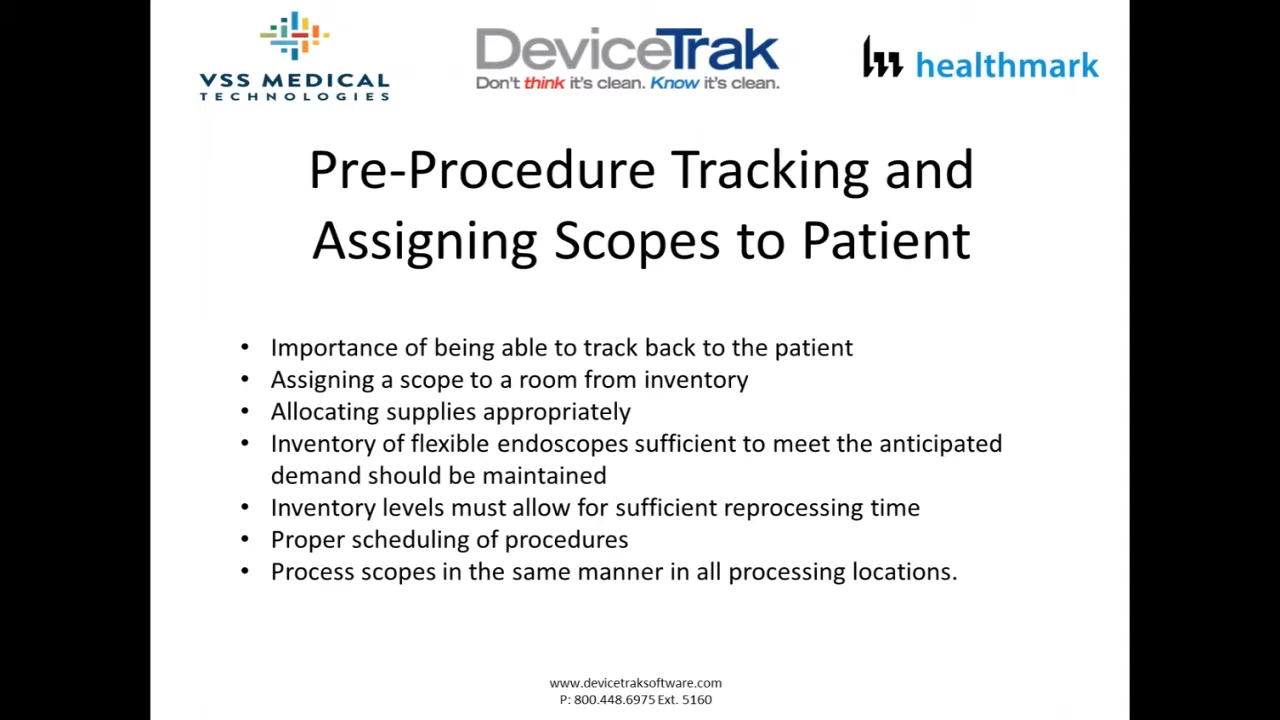 VSS MEDICAL
TECHNOLOGIES
DeviceTrak
Don't think it's clean. Know it's clean.
healthmark
Pre-Procedure Tracking and
Assigning Scopes to Patient
• Importance of being able to track back to the patient
• Assigning a scope to a room from inventory
• Allocating supplies appropriately
• Inventory of flexible endoscopes sufficient to meet the anticipated
demand should be maintained
• Inventory levels must allow for sufficient reprocessing time
• Proper scheduling of procedures
• Process scopes in the same manner in all processing locations.
www.devicetraksoftware.com
P: 800.448.6975 Ext. 5160